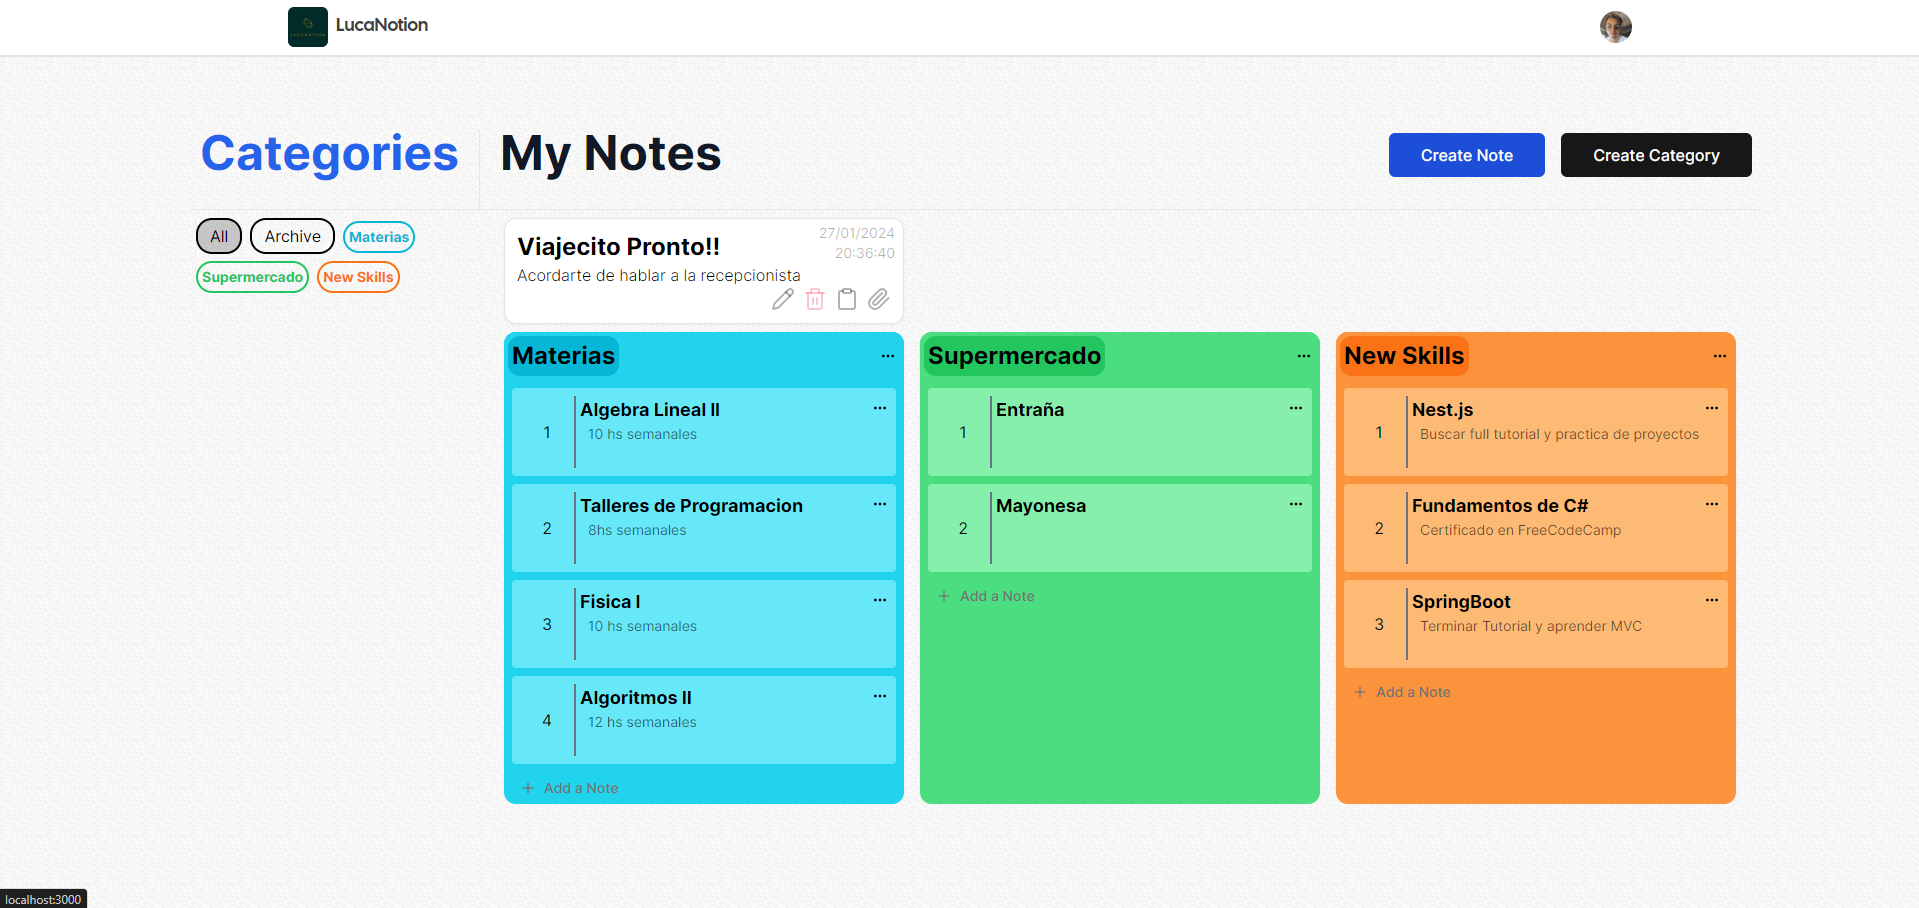 LucaNotion
Categories
My Notes
Create Note
Create Category
All
Archive
Materias
Supermercado
New Skills
Viajecito Pronto!!
27/01/2024
20:36:40
Acordarte de hablar a la recepcionista
Materias
1
Algebra Lineal II
10 hs semanales
2
Talleres de Programacion
8hs semanales
3
Fisica I
10 hs semanales
4
Algoritmos II
12 hs semanales
Add a Note
Supermercado
1
Entraña
2
Mayonesa
Add a Note
New Skills
1
Nest.js
Buscar full tutorial y practica de proyectos
2
Fundamentos de C#
Certificado en FreeCodeCamp
3
SpringBoot
Terminar Tutorial y aprender MVC
Add a Note
localhost:3000